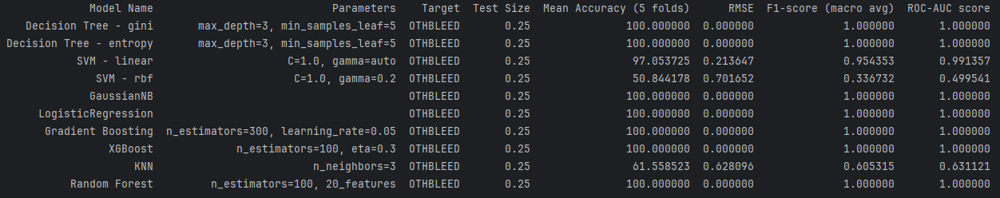 Model Name Parameters Target Test Size Mean Accuracy (5 folds) RMSE F1-score (macro avg) ROC-AUC score
Decision Tree - gini max_depth=3, min_samples_leaf=5 OTHBLEED 0.25 100.000000 0.000000 1.000000 1.000000
Decision Tree - entropy max_depth=3, min_samples_leaf=5 OTHBLEED 0.25 100.000000 0.000000 1.000000 1.000000
SVM - linear C=1.0, gamma=auto OTHBLEED 0.25 97.053725 0.213647 0.954353 0.991357
SVM - rbf C=1.0, gamma=0.2 OTHBLEED 0.25 50.844178 0.701652 0.336732 0.499541
GaussianNB OTHBLEED 0.25 100.000000 0.000000 1.000000 1.000000
LogisticRegression OTHBLEED 0.25 100.000000 0.000000 1.000000 1.000000
Gradient Boosting n_estimators=300, learning_rate=0.05 OTHBLEED 0.25 100.000000 0.000000 1.000000 1.000000
XGBoost n_estimators=100, eta=0.3 OTHBLEED 0.25 100.000000 0.000000 1.000000 1.000000
KNN n_neighbors=3 OTHBLEED 0.25 61.558523 0.628096 0.605315 0.631121
Random Forest n_estimators=100, 20_features OTHBLEED 0.25 100.000000 0.000000 1.000000 1.000000